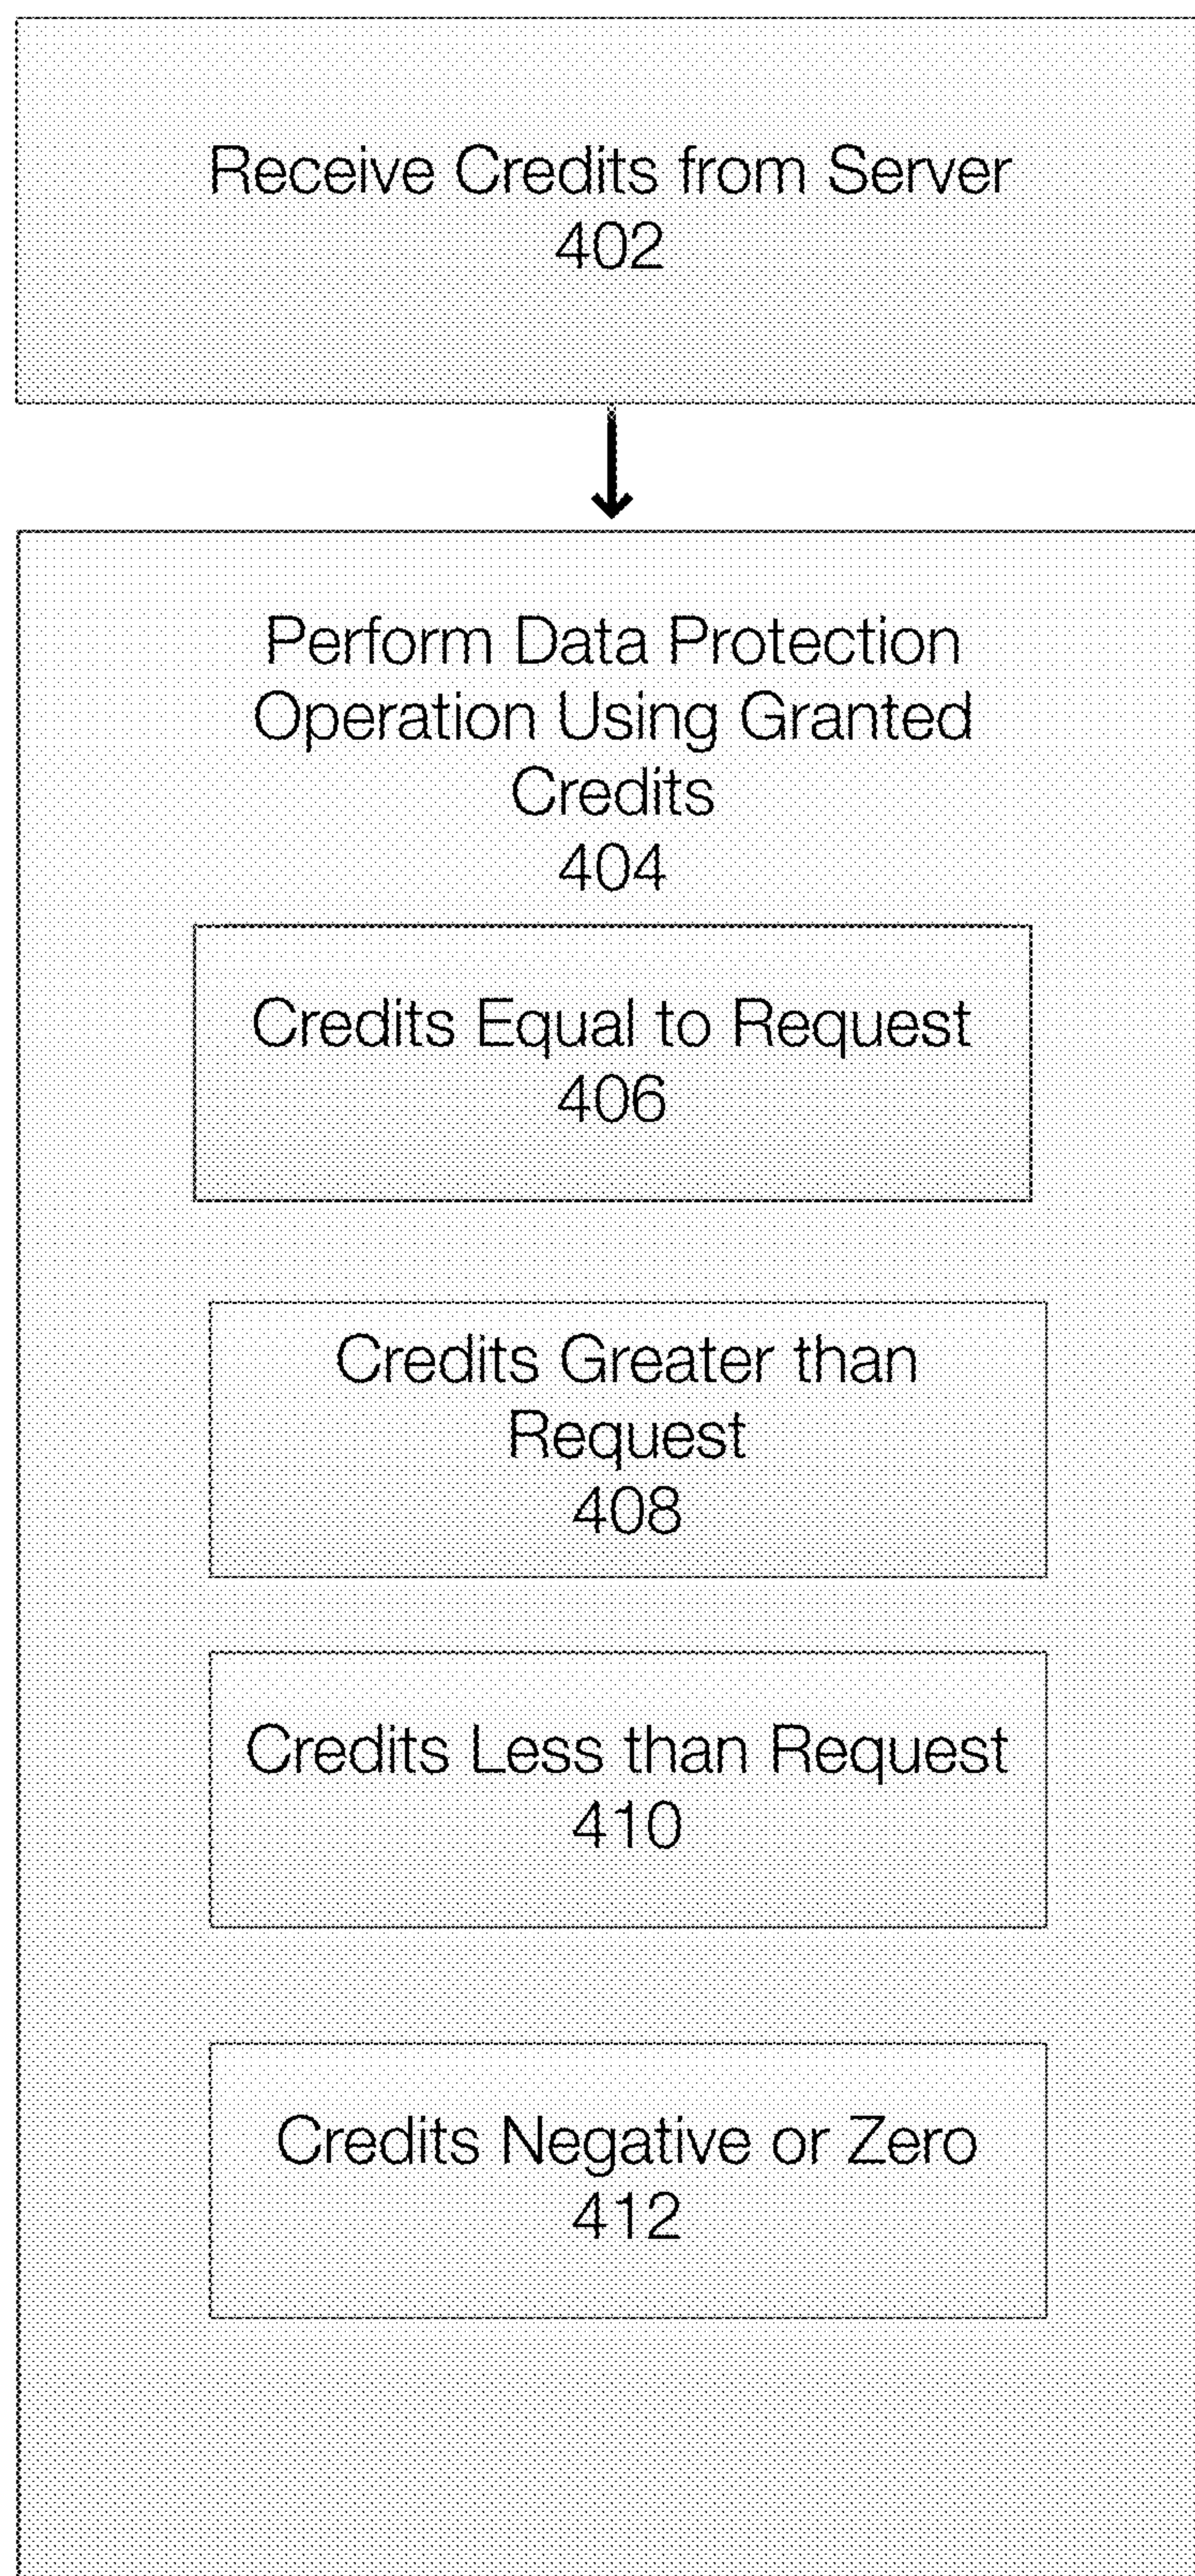 Receive Credits from Server
402
Perform Data Protection
Operation Using Granted
Credits
404
Credits Equal to Request
406
Credits Greater than
Request
408
Credits Less than Request
410
Credits Negative or Zero
412